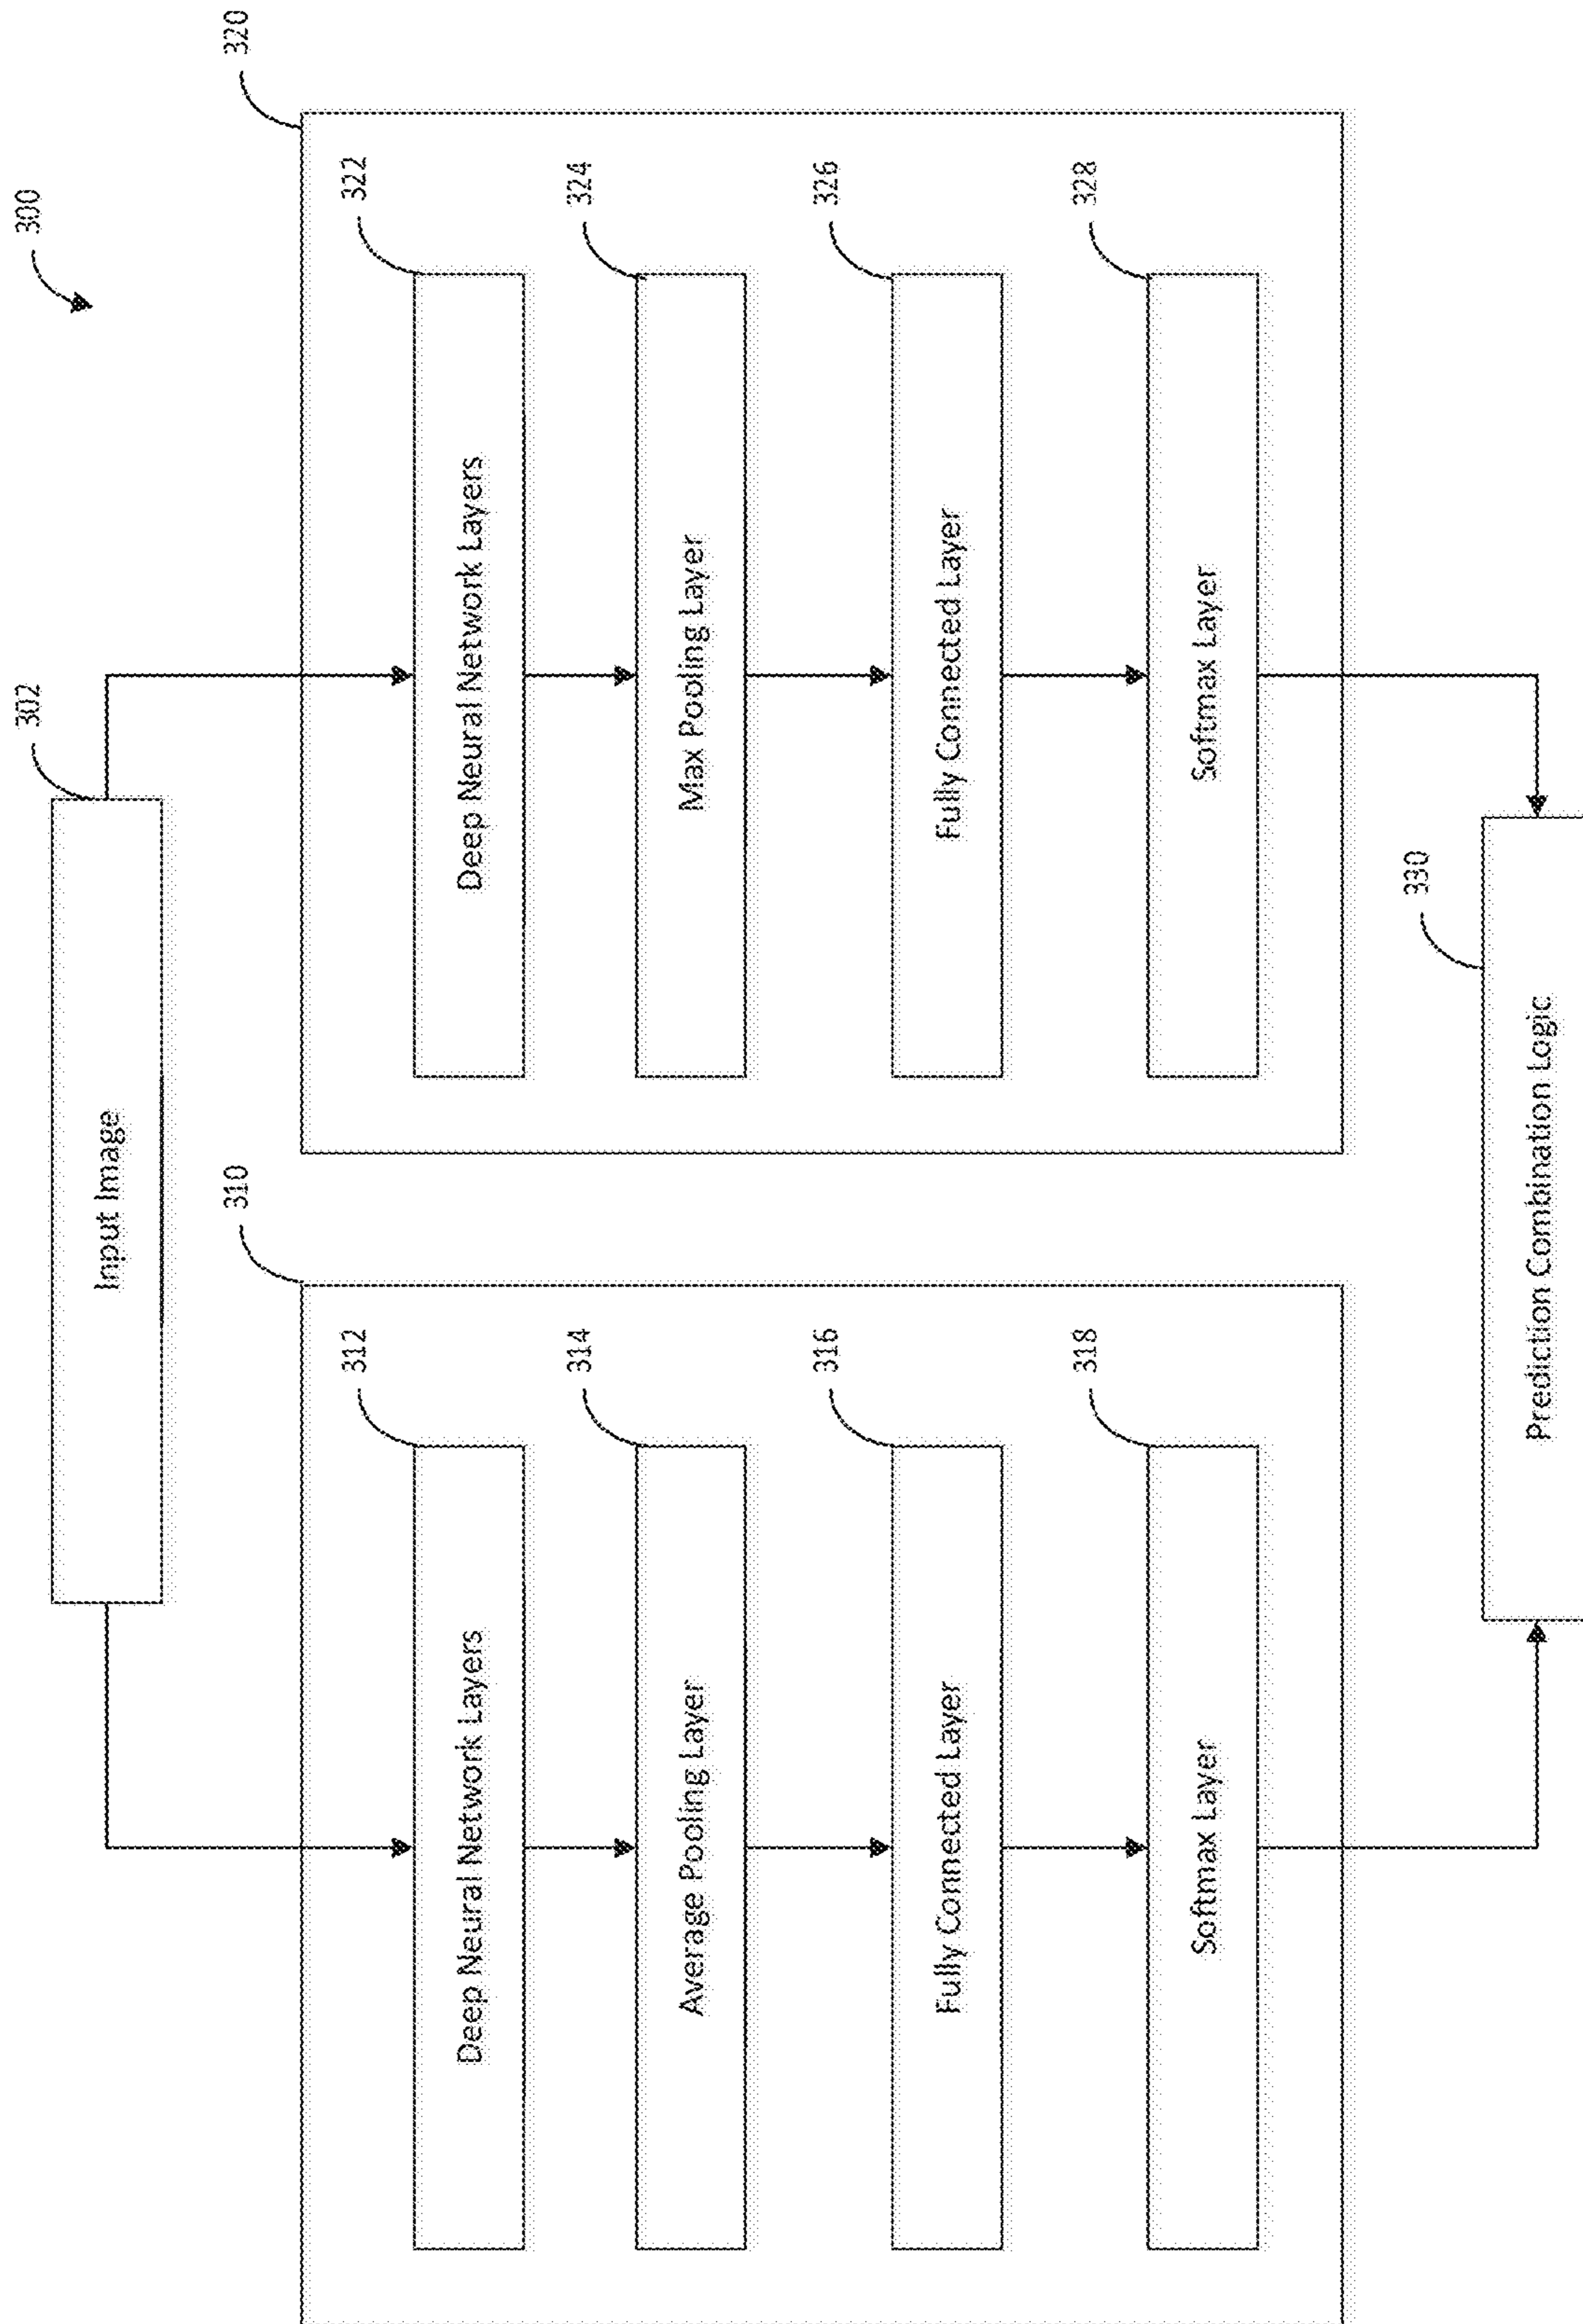 300
302
Input Image
310
320
312
Deep Neural Network Layers
322
Deep Neural Network Layers
314
Average Pooling Layer
324
Max Pooling Layer
316
Fully Connected Layer
326
Fully Connected Layer
318
Softmax Layer
328
Softmax Layer
330
Prediction Combination Logic